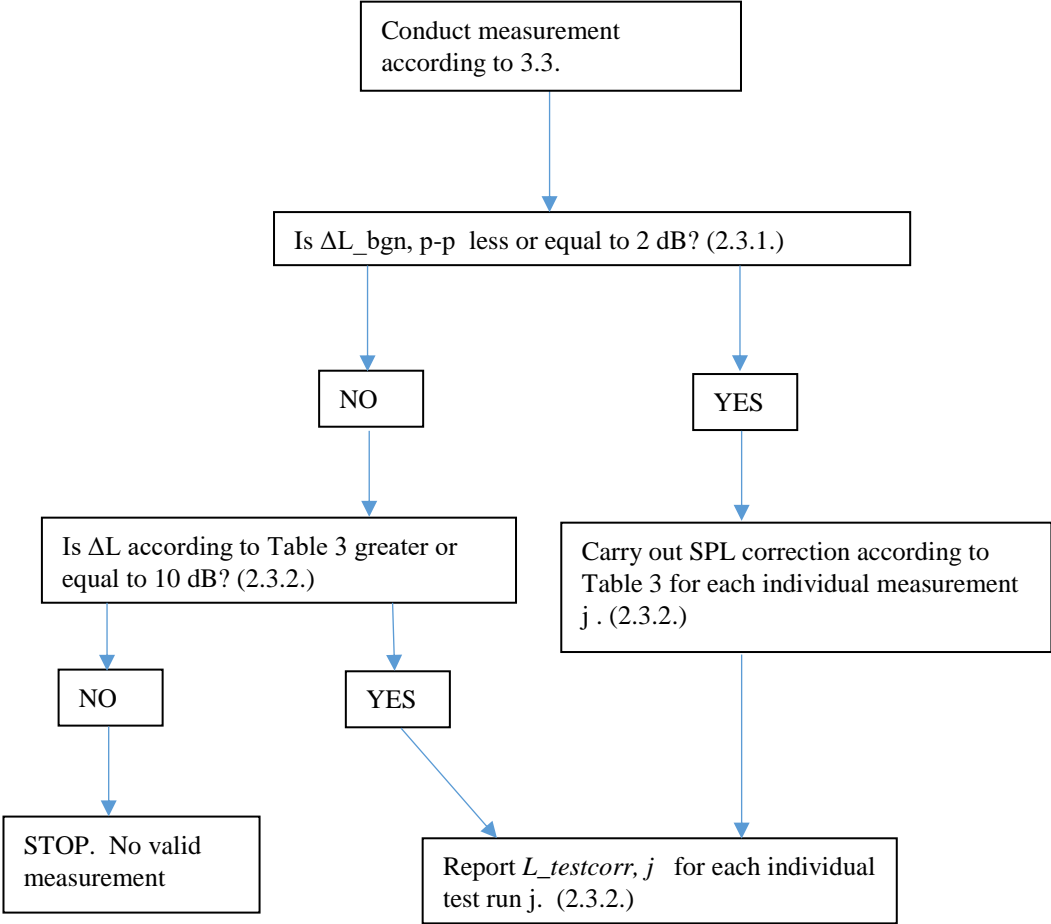 Conduct measurement
according to 3.3.
Is ΔL_bgn, p-p less or equal to 2 dB? (2.3.1.)
NO
YES
Is ΔL according to Table 3 greater or
equal to 10 dB? (2.3.2.)
Carry out SPL correction according to
Table 3 for each individual measurement
j . (2.3.2.)
NO
YES
STOP. No valid
measurement
Report L_testcorr, j for each individual
test run j. (2.3.2.)